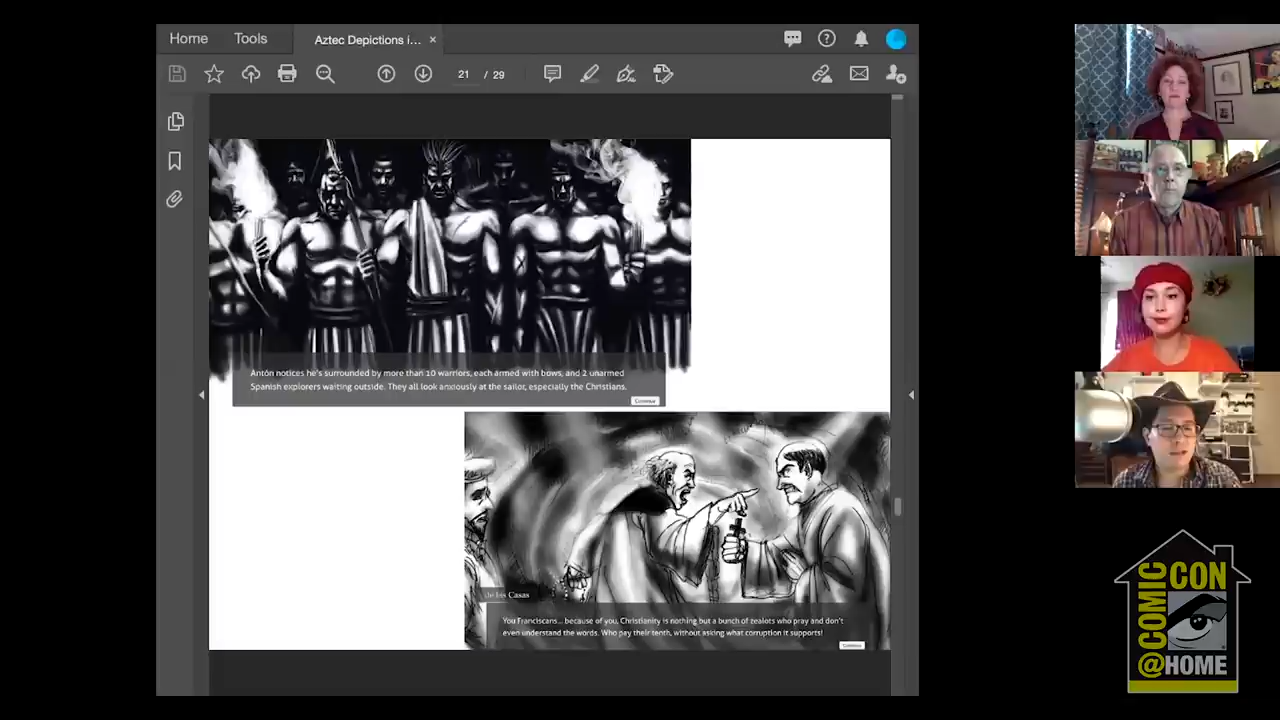 Home Tools Aztec Depictions i... ×
21 / 29
Antón notices he's surrounded by more than 10 warriors, each armed with bows, and 2 unarmed
Spanish explorers waiting outside. They all look anxiously at the sailor, especially the Christians.
Continue
de las Casas
You Franciscans... because of you, Christianity is nothing but a bunch of zealots who pray and don't
even understand the words. Who pay their tenth, without asking what corruption it supports!
Continue
COMIC
CON
@HOME